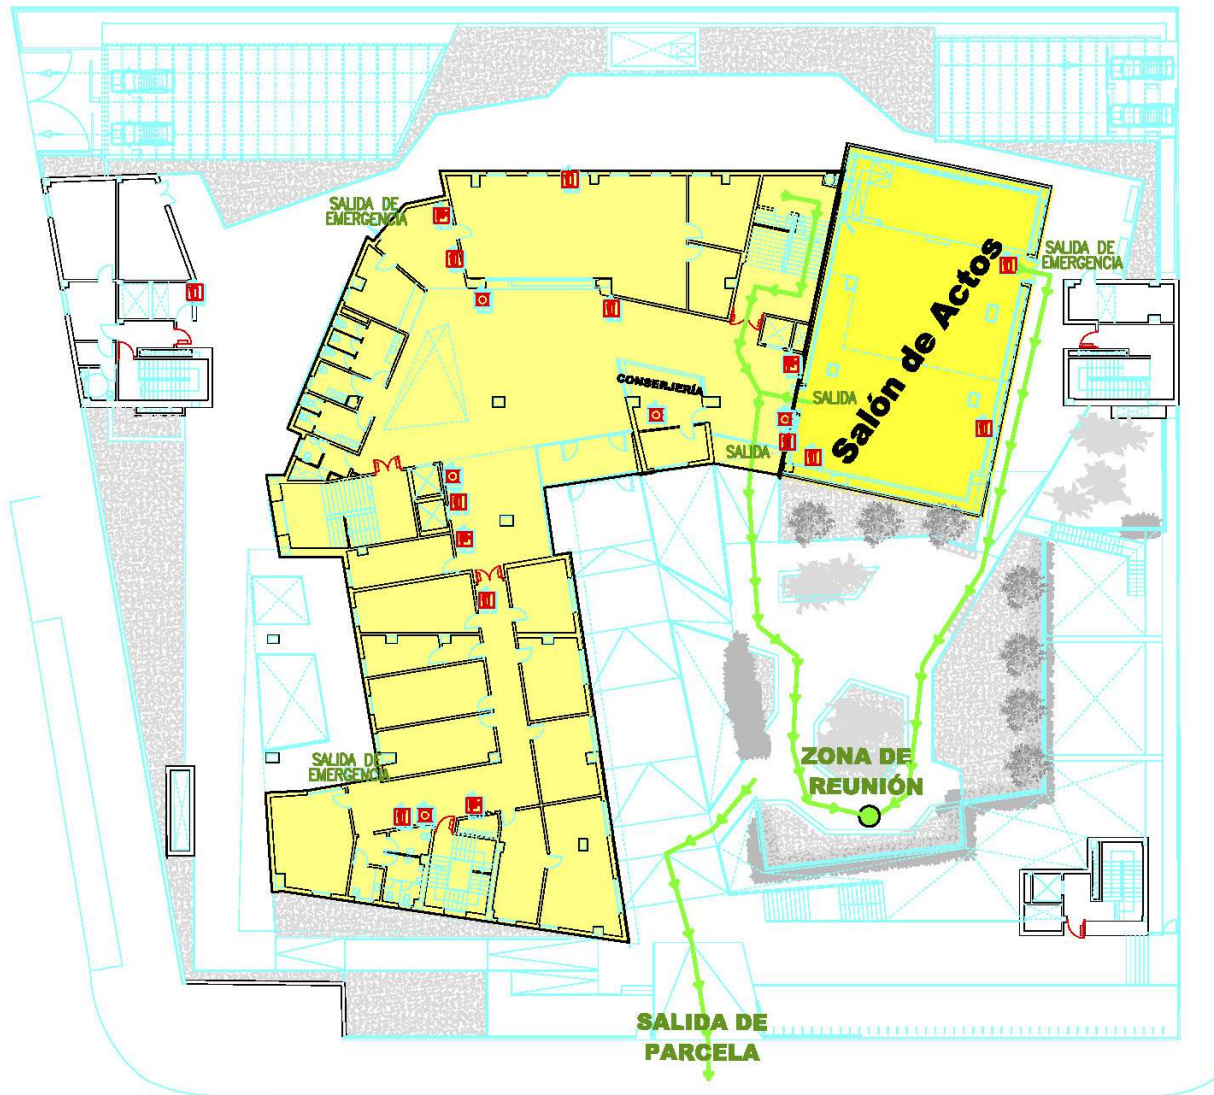 SALIDA DE
EMERGENCIA
SALIDA DE
EMERGENCIA
Salón de Actos
CONSERJERÍA
SALIDA
SALIDA
SALIDA DE
EMERGENCIA
ZONA DE
REUNIÓN
SALIDA DE
PARCELA